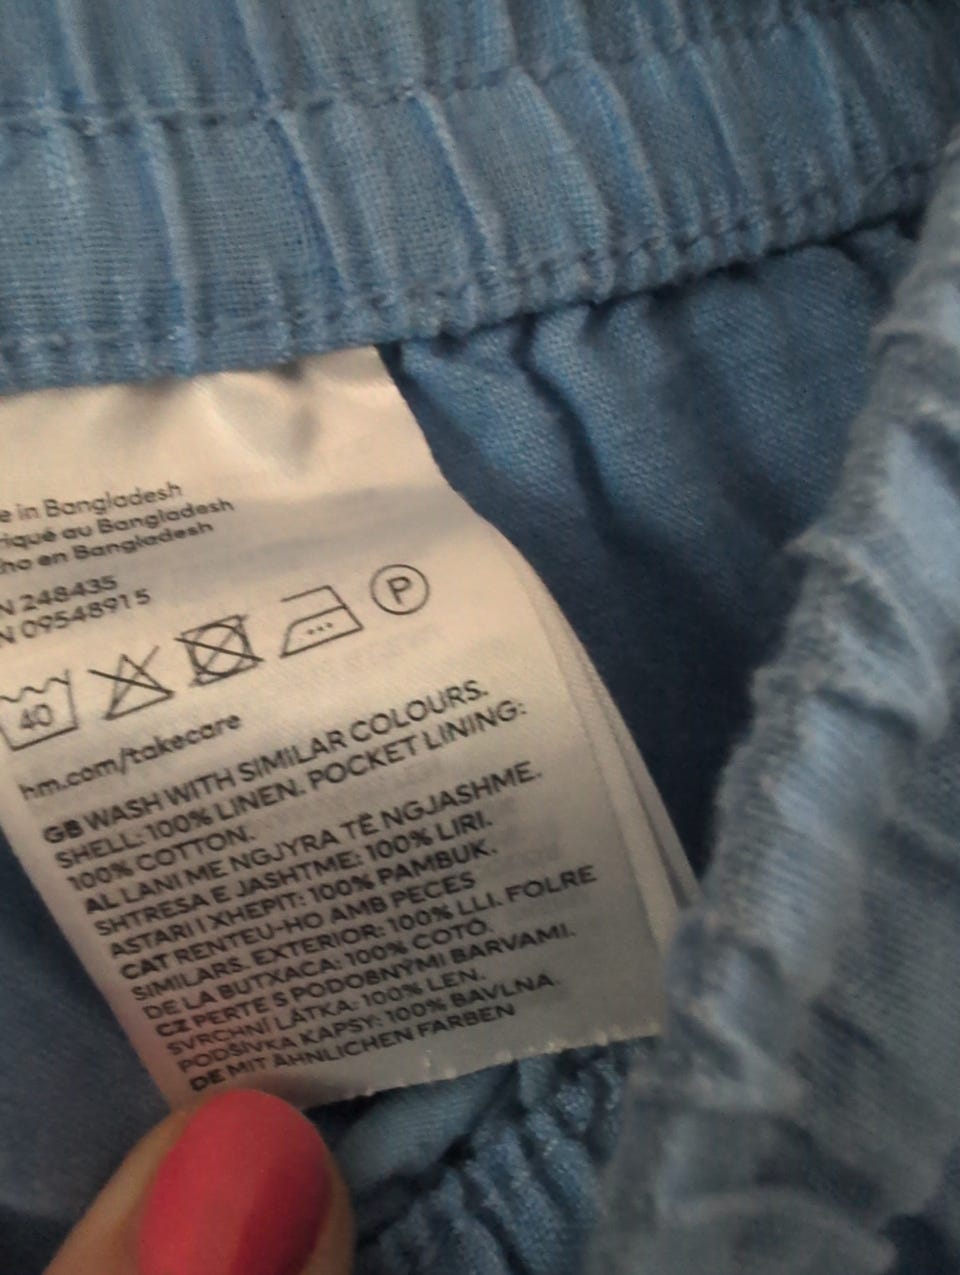 e in Bangladesh
riqué au Bangladesh
ho en Bangladesh
N 248435
N 09548915
40
P
hm.com/takecare
GB WASH WITH SIMILAR COLOURS.
SHELL: 100% LINEN. POCKET LINING:
100% COTTON.
AL LANI ME NGJYRA TË NGJASHME.
SHTRESA E JASHTME: 100% LIRI.
ASTARI I XHEPIT: 100% PAMBUK.
CAT RENTEU-HO AMB PECES
SIMILARS. EXTERIOR: 100% LLI. FOLRE
DE LA BUTXACA: 100% COTO.
CZ PERTE S PODOBNÝMI BARVAMI.
SVRCHNÍ LÁTKA: 100% LEN.
PODŠÍVKA KAPSY: 100% BAVLNA
DE MIT ÄHNLICHEN FARBEN